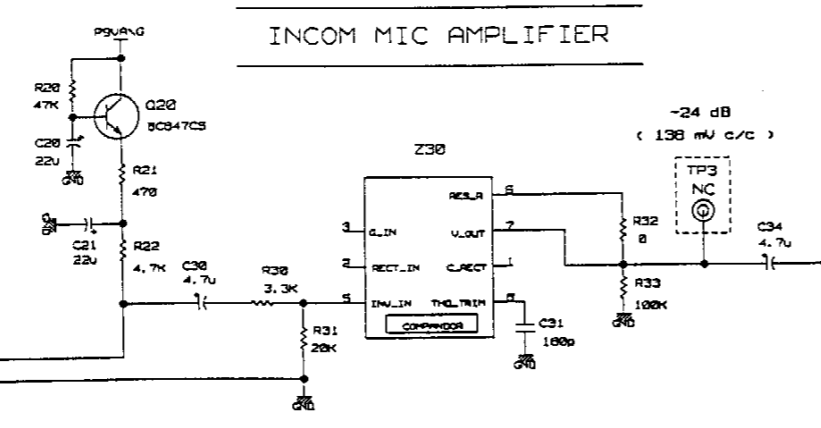 INCOM MIC AMPLIFIER
P9VANG
R20
47K
Q20
BC847CS
C20
22U
GND
R21
470
GND
C21
22U
R22
4.7K
C30
4.7U
R30
3.3K
R31
20K
GND
Z30
3 G_IN
2 RECT_IN
5 INV_IN
RES_R 6
V_OUT 7
C_RECT 1
THD_TRIM 8
COMPANDOR
C31
180p
GND
-24 dB
( 138 mV c/c )
TP3
NC
R32
0
R33
100K
GND
C34
4.7U